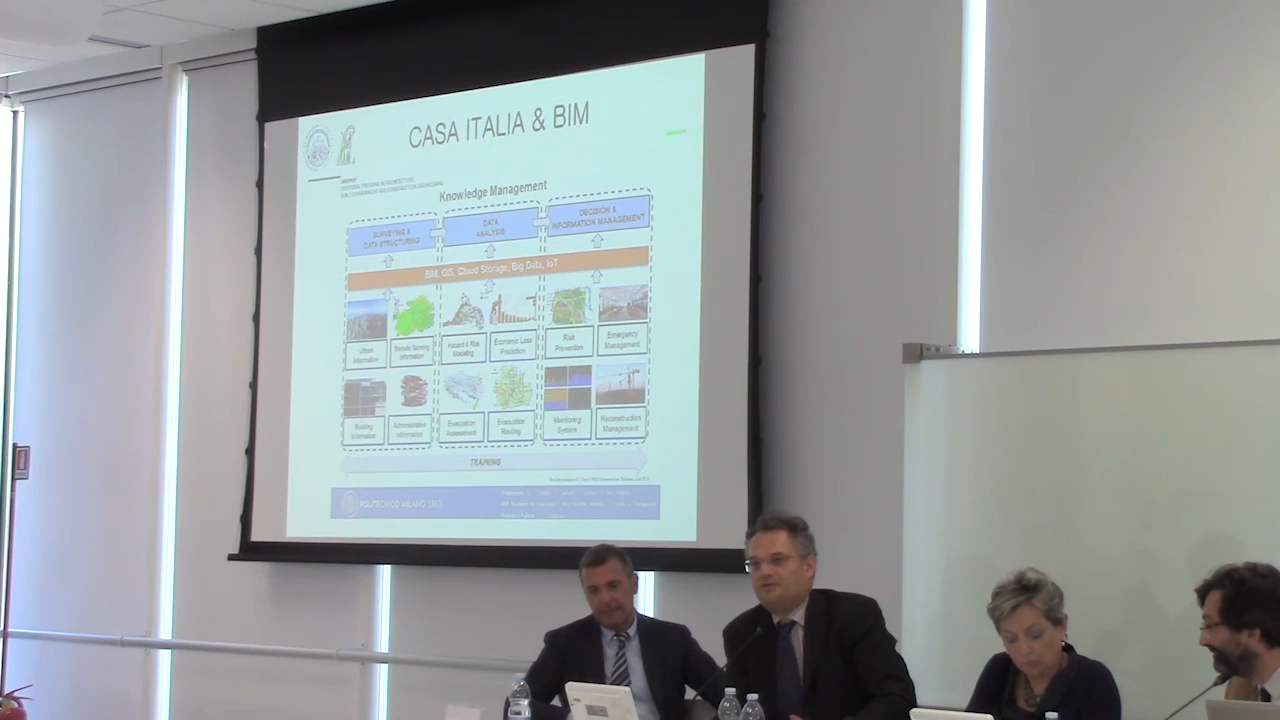 CASA ITALIA & BIM
Knowledge Management
SURVEYING &
DATA STRUCTURING
DATA
ANALYSIS
DECISION &
INFORMATION MANAGEMENT
BIM, GIS, Cloud Storage, Big Data, IoT
Urban
Information
Remote Sensing
Information
Hazard & Risk
Modeling
Economic Loss
Prediction
Risk
Prevention
Emergency
Management
Building
Information
Administrative
Information
Evacuation
Assessment
Evacuation
Routing
Monitoring
System
Reconstruction
Management
TRAINING
POLITECNICO MILANO 1863